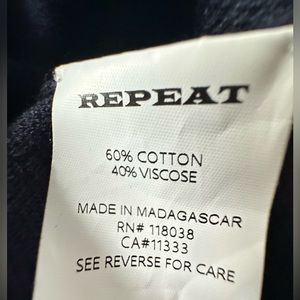 REPEAT
60% COTTON
40% VISCOSE
MADE IN MADAGASCAR
RN# 118038
CA#11333
SEE REVERSE FOR CARE